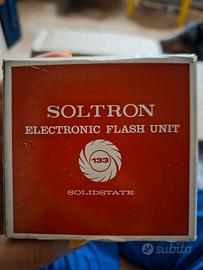 SOLTRON
ELECTRONIC FLASH UNIT
133
SOLIDSTATE
subito